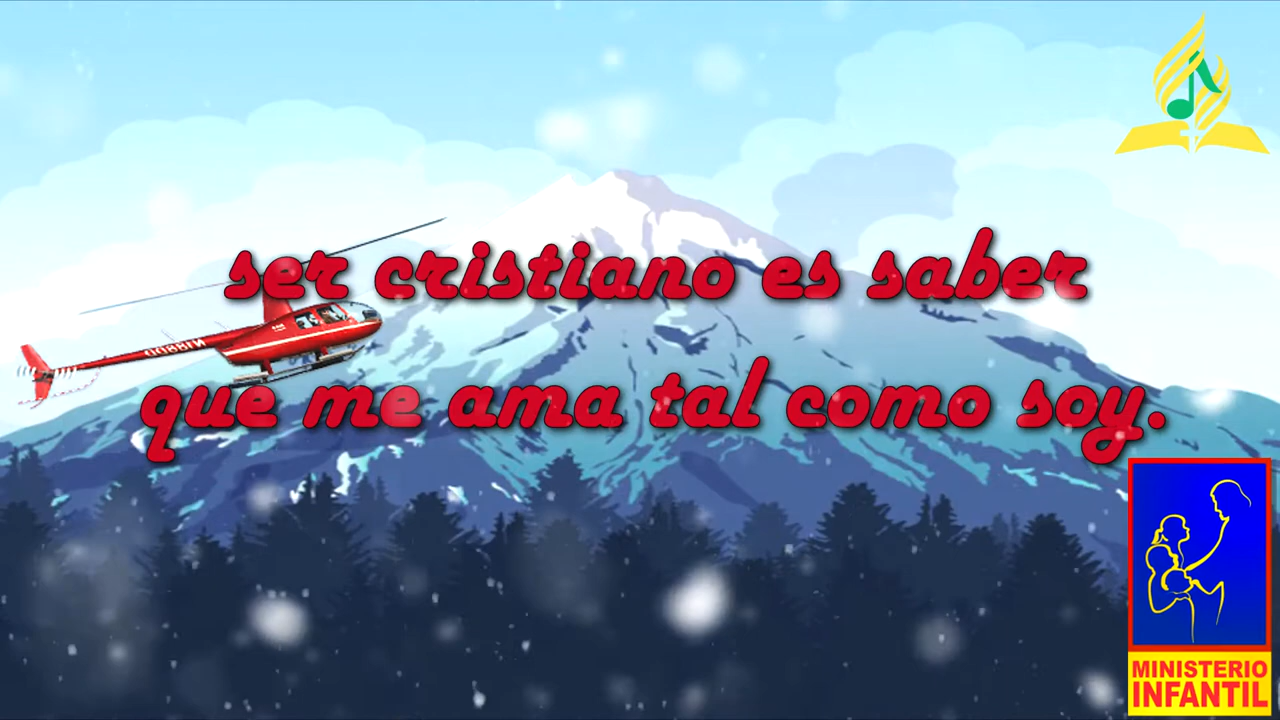 ser cristiano es saber
que me ama tal como soy.
MINISTERIO
INFANTIL